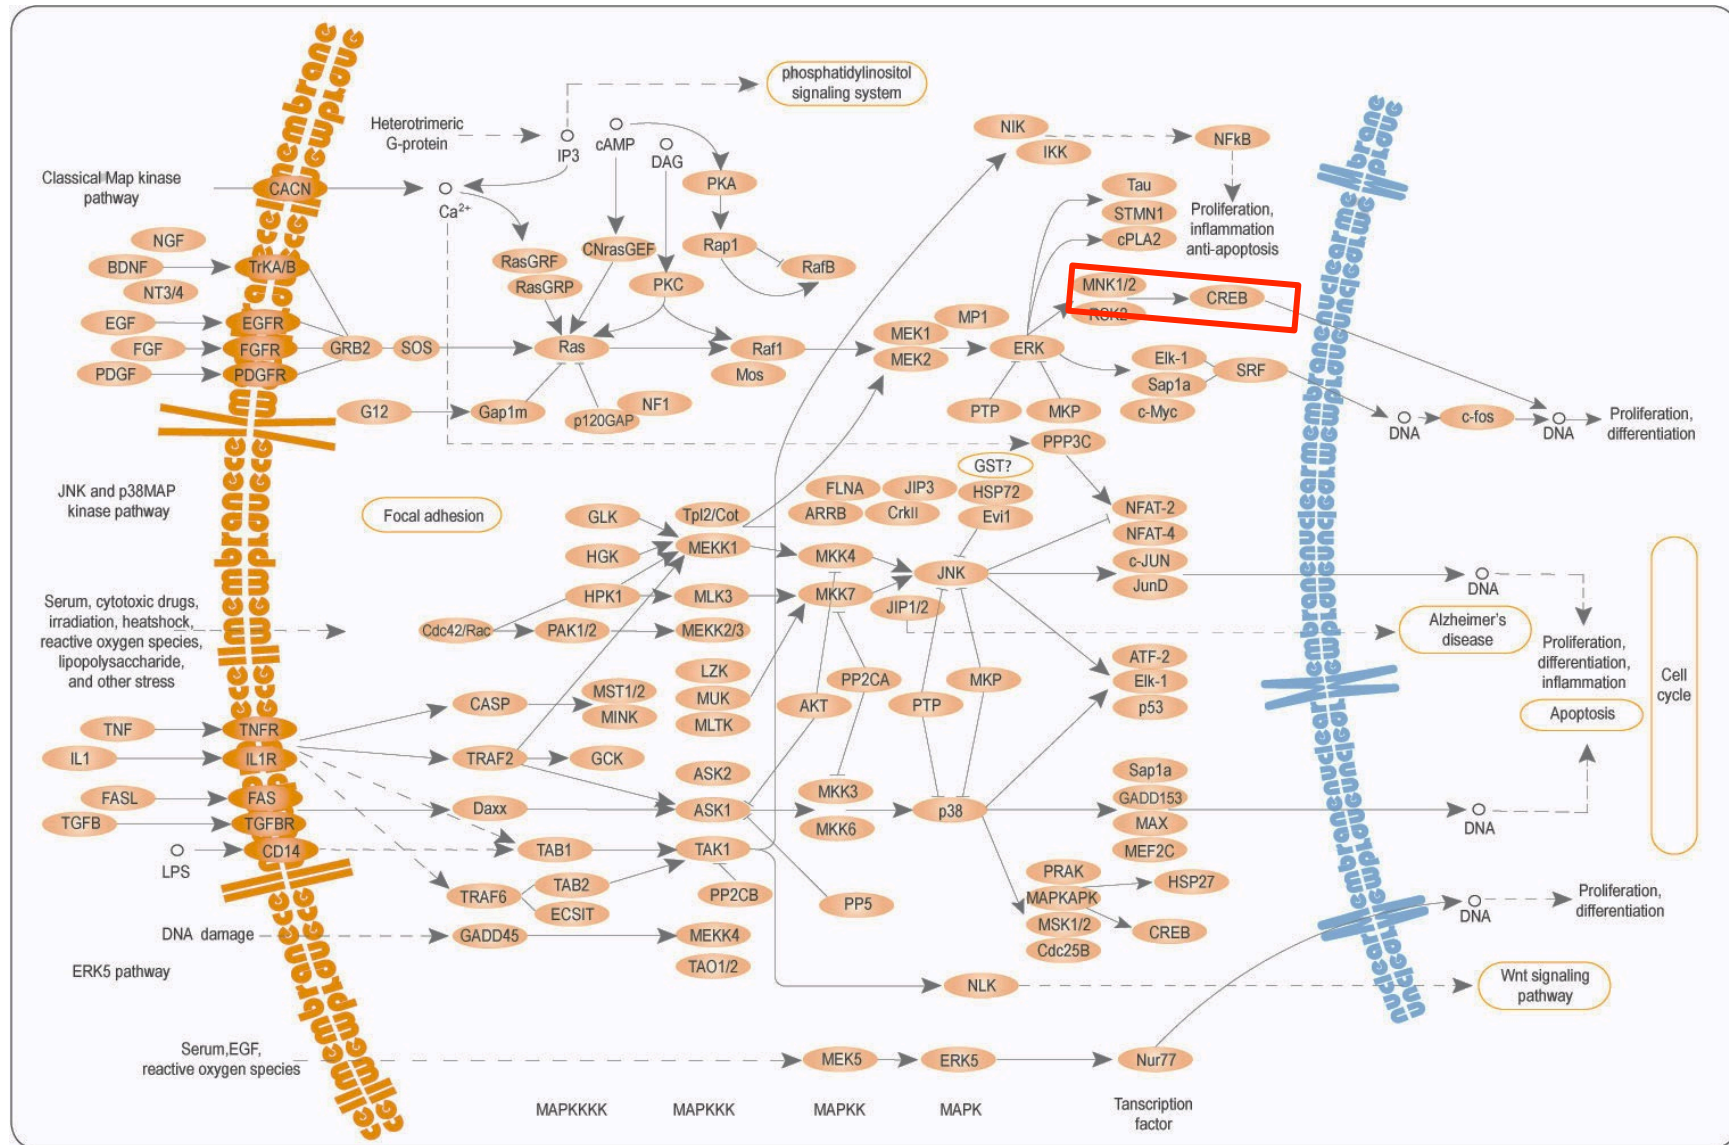 cell membrane
phosphatidylinositol
signaling system
Heterotrimeric
G-protein
IP3
cAMP
DAG
NIK
IKK
NFkB
Classical Map kinase
pathway
CACN
Ca2+
PKA
Tau
STMN1
cPLA2
Proliferation,
inflammation
anti-apoptosis
NGF
BDNF
NT3/4
TrKA/B
RasGRF
RasGRP
CNrasGEF
PKC
Rap1
RafB
MNK1/2
RSK2
CREB
EGF
EGFR
FGF
FGFR
PDGF
PDGFR
GRB2
SOS
Ras
Raf1
Mos
MEK1
MEK2
MP1
ERK
Elk-1
Sap1a
c-Myc
SRF
G12
Gap1m
p120GAP
NF1
PTP
MKP
PPP3C
DNA
c-fos
DNA
Proliferation,
differentiation
JNK and p38MAP
kinase pathway
Focal adhesion
GLK
HGK
HPK1
Tpl2/Cot
MEKK1
MLK3
FLNA
ARRB
JIP3
CrkII
GST?
HSP72
Evi1
MKK4
MKK7
JNK
JIP1/2
NFAT-2
NFAT-4
c-JUN
JunD
DNA
Serum, cytotoxic drugs,
irradiation, heatshock,
reactive oxygen species,
lipopolysaccharide,
and other stress
Cdc42/Rac
PAK1/2
MEKK2/3
Alzheimer's
disease
Proliferation,
differentiation,
inflammation
Cell
cycle
LZK
MUK
MLTK
CASP
MST1/2
MINK
AKT
PP2CA
PTP
MKP
ATF-2
Elk-1
p53
Apoptosis
TNF
TNFR
IL1
IL1R
TRAF2
GCK
ASK2
ASK1
FASL
FAS
Daxx
TGFB
TGFBR
MKK3
MKK6
p38
Sap1a
GADD153
MAX
MEF2C
DNA
LPS
CD14
TAB1
TAK1
TRAF6
TAB2
ECSIT
PP2CB
PP5
PRAK
MAPKAPK
MSK1/2
Cdc25B
HSP27
CREB
DNA
Proliferation,
differentiation
DNA damage
GADD45
MEKK4
TAO1/2
ERK5 pathway
NLK
Wnt signaling
pathway
Serum,EGF,
reactive oxygen species
MEK5
ERK5
Nur77
MAPKKKK
MAPKKK
MAPKK
MAPK
Tanscription
factor